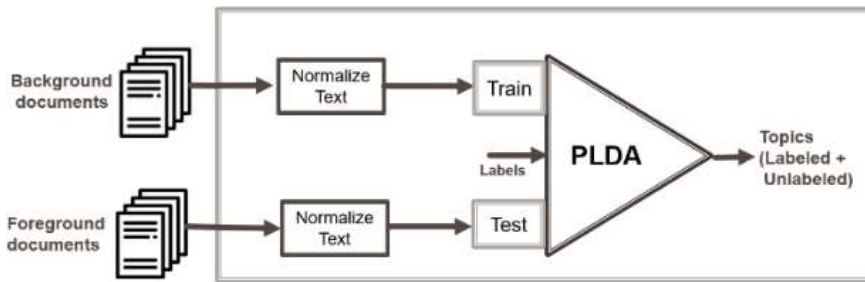 Background
documents
Normalize
Text
Train
Labels
PLDA
Topics
(Labeled +
Unlabeled)
Foreground
documents
Normalize
Text
Test